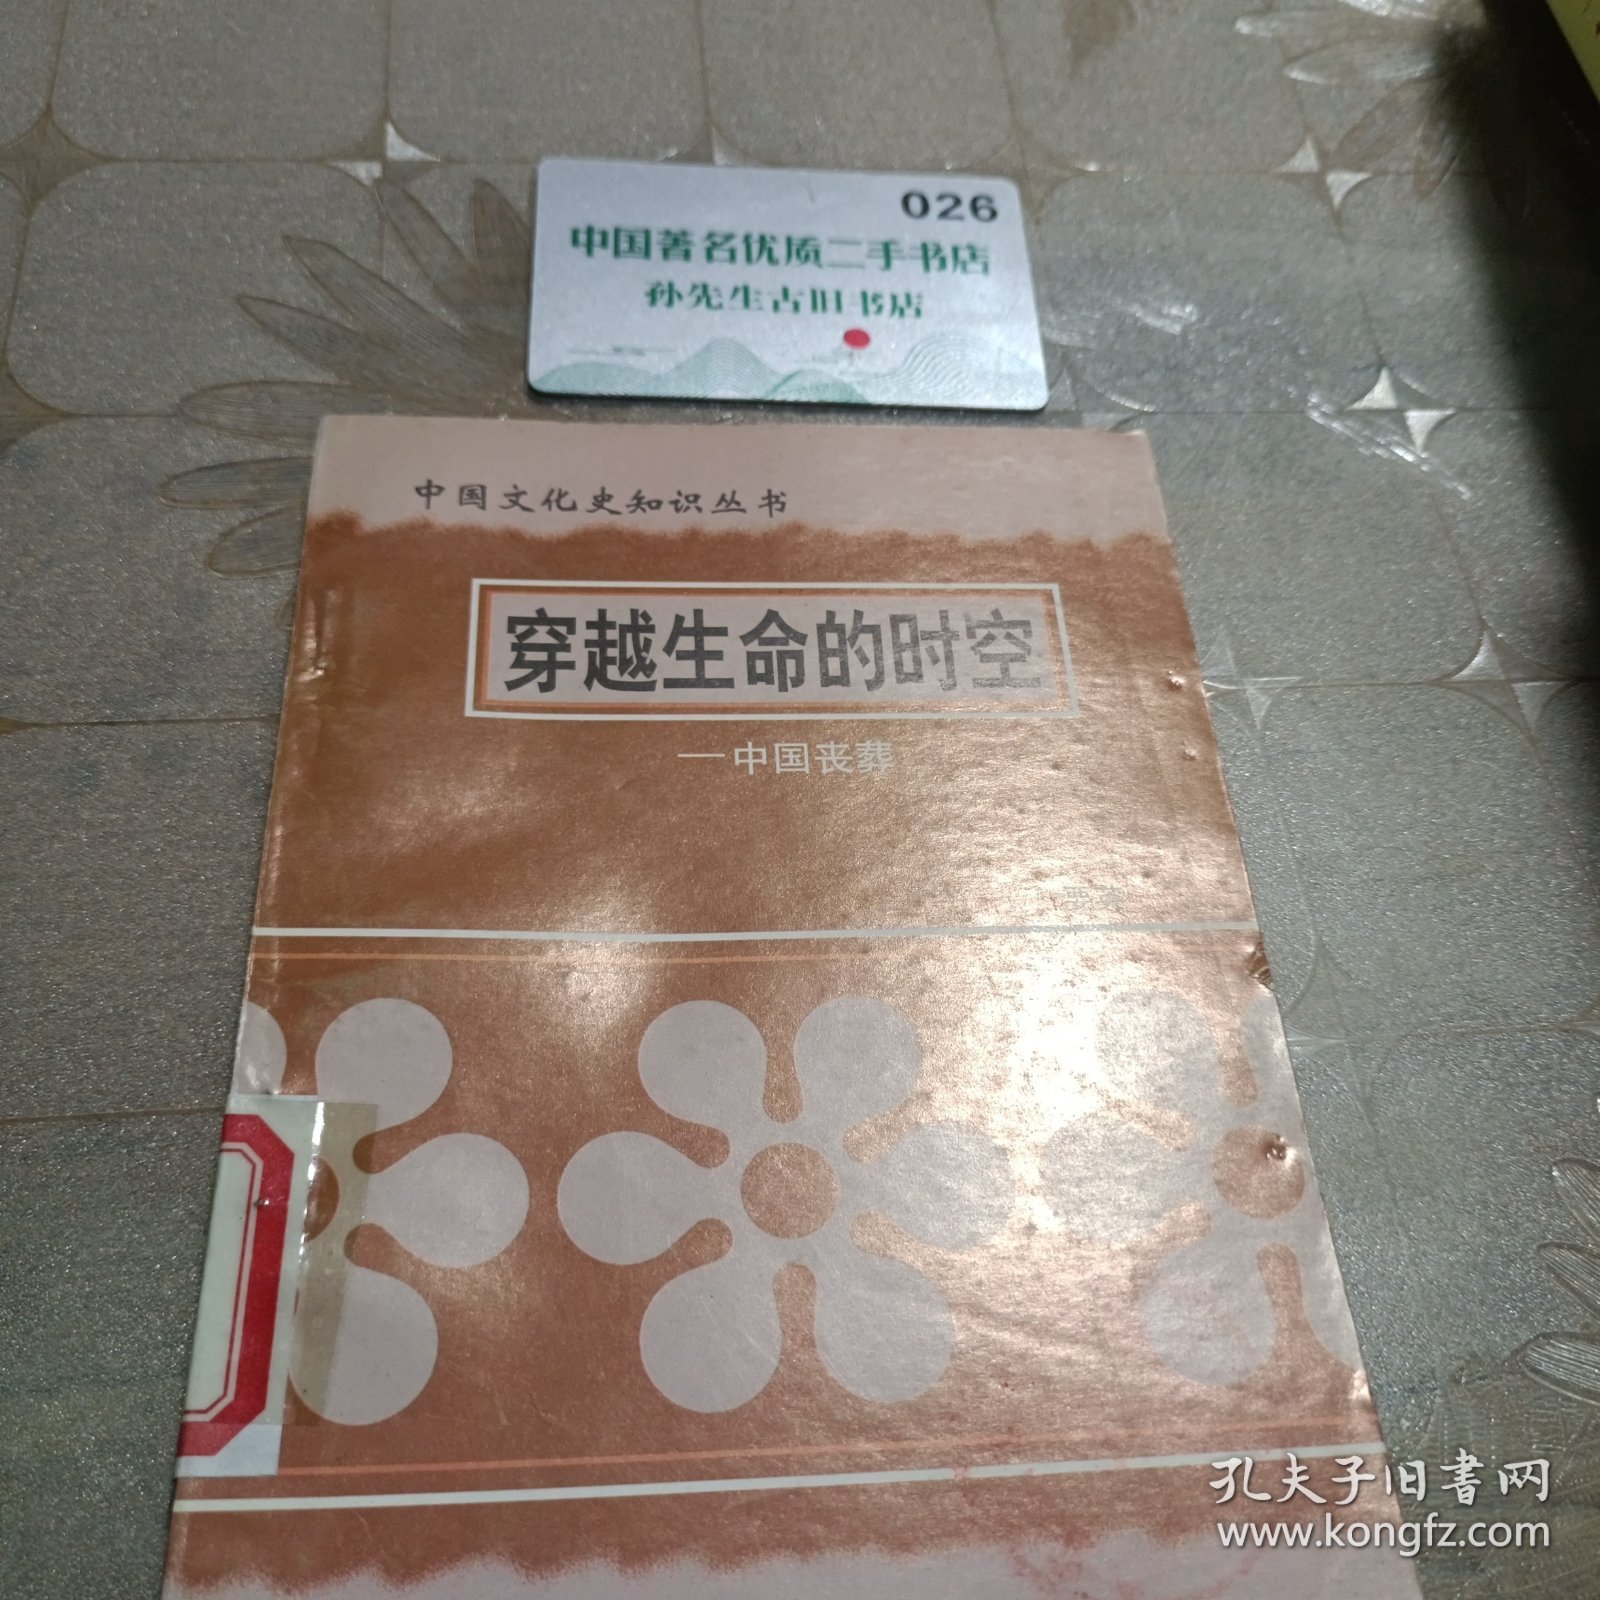 026
中国著名优质二手书店
孙先生古旧书店
中国文化史知识丛书
穿越生命的时空
—中国丧葬
孔夫子旧書网
www.kongfz.com